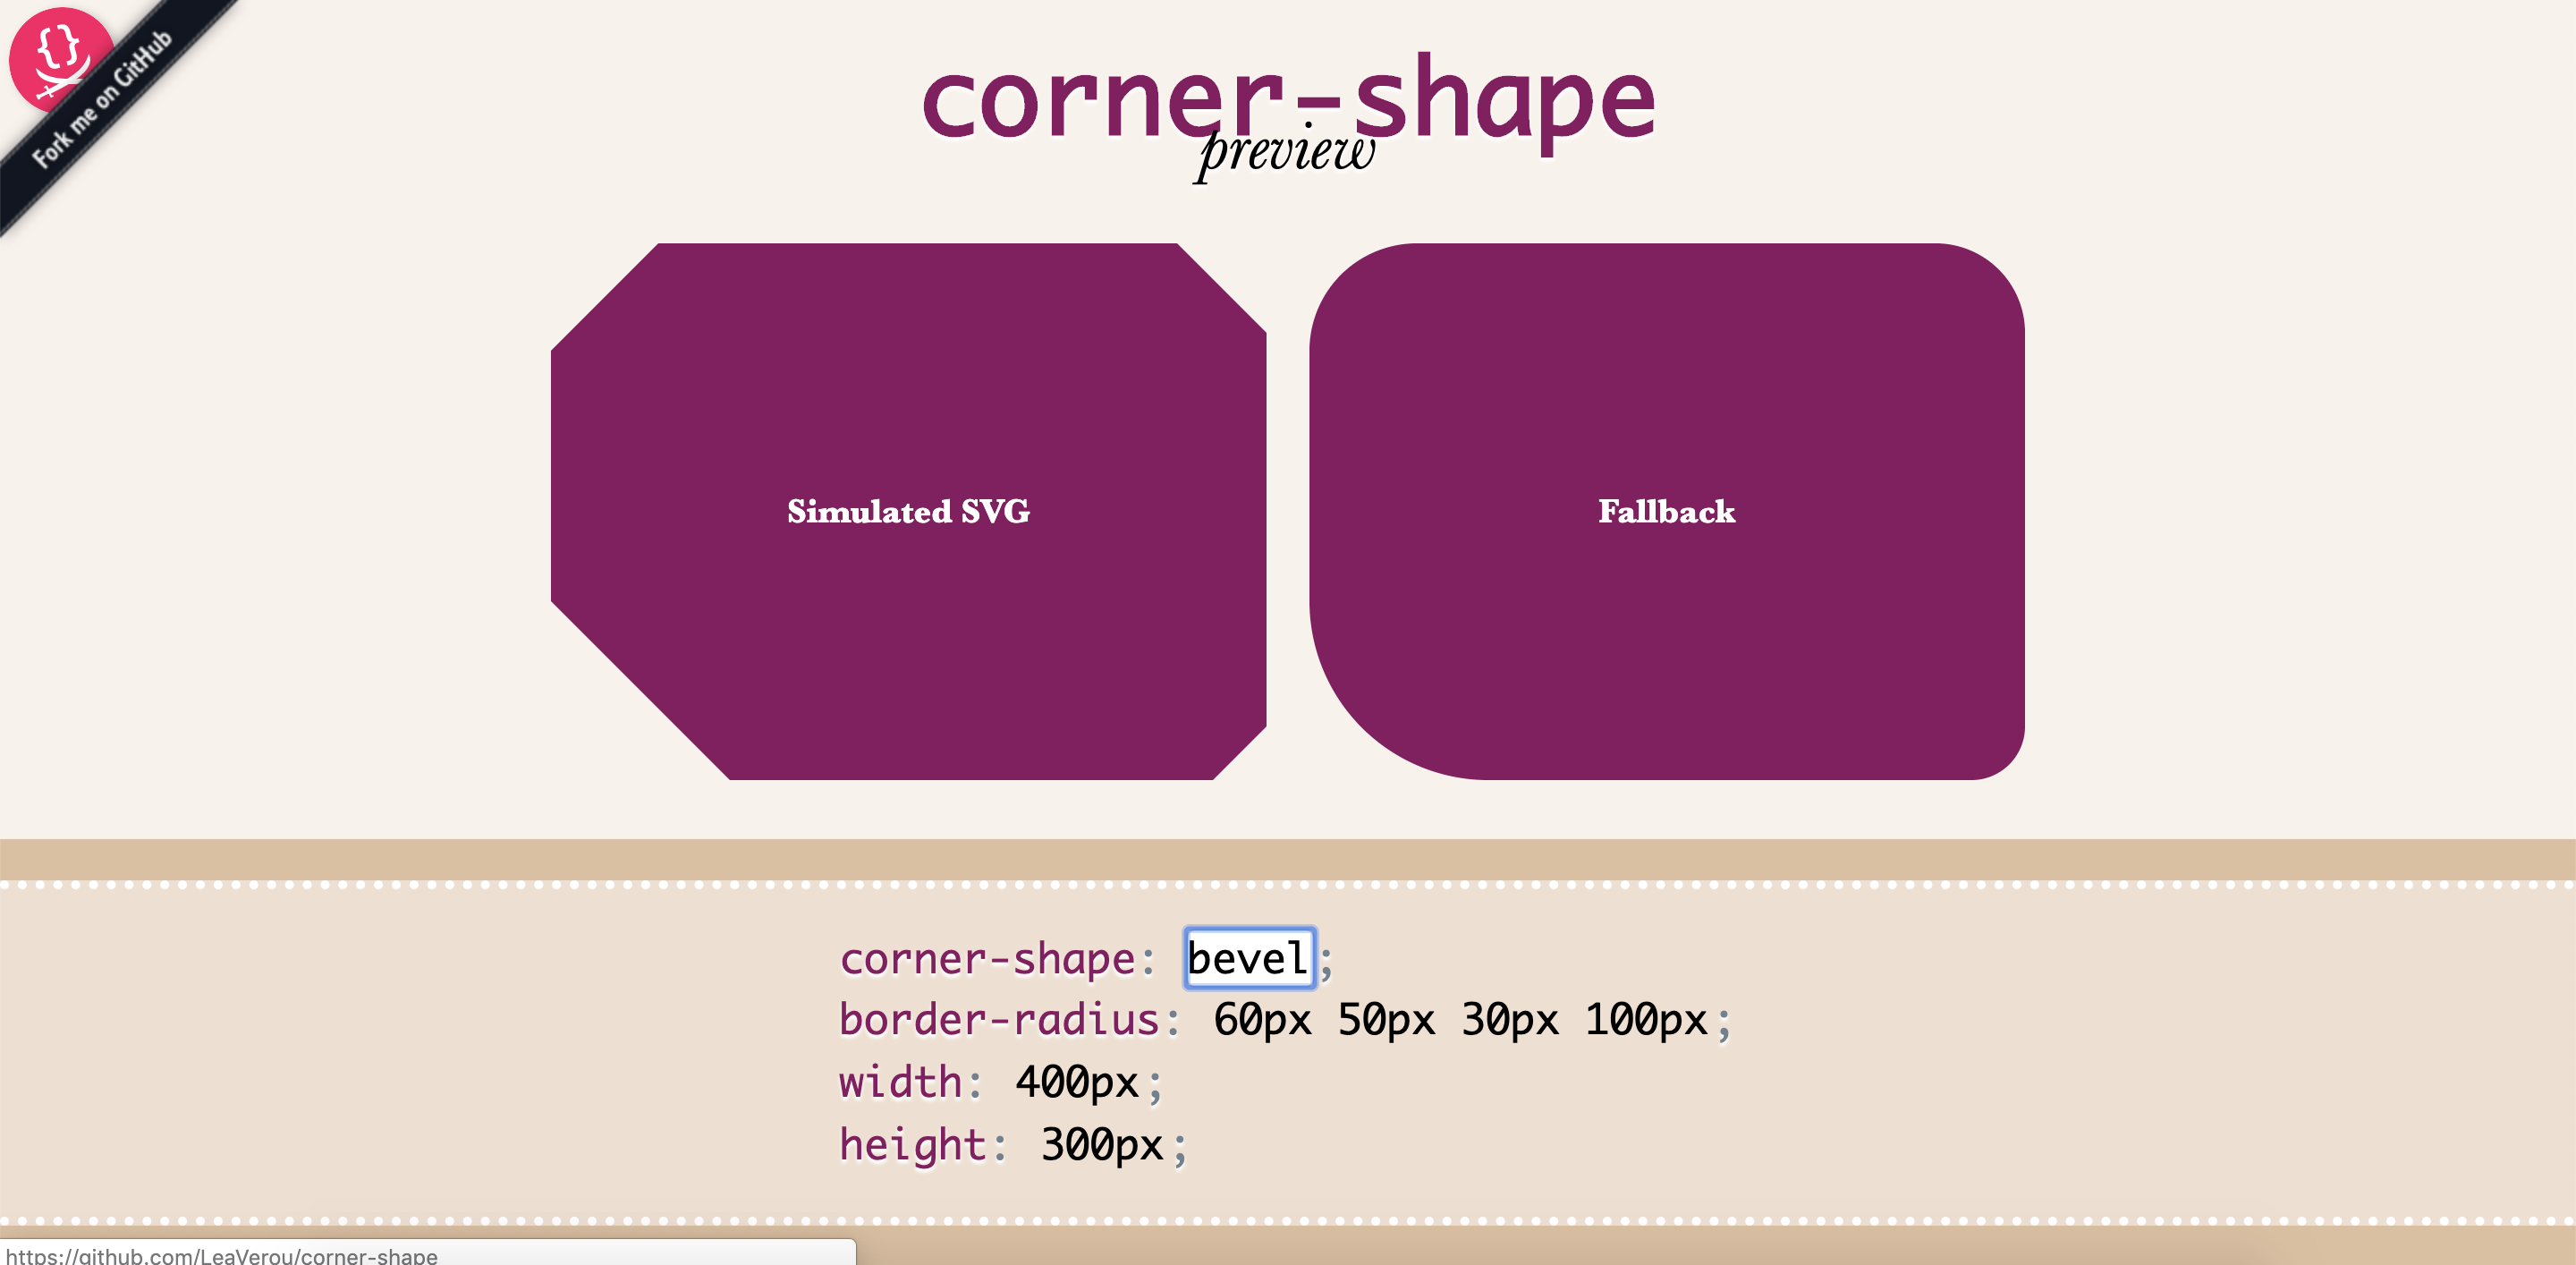 {}
Fork me on GitHub
corner-shape
preview
Simulated SVG
Fallback
corner-shape: bevel;
border-radius: 60px 50px 30px 100px;
width: 400px;
height: 300px;
https://github.com/LeaVerou/corner-shape